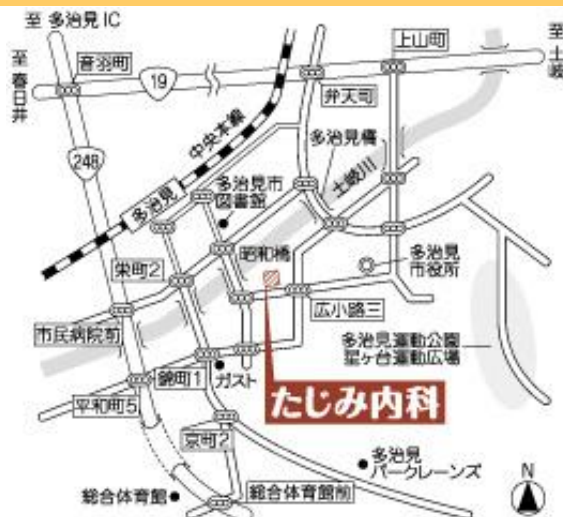 至 多治見IC
至 春日井
音羽町
19
上山町
至 土岐
弁天町
中央本線
多治見橋
248
土岐川
多治見
多治見市
図書館
昭和橋
栄町2
多治見
市役所
広小路三
市民病院前
多治見運動公園
星ヶ台運動広場
錦町1
ガスト
平和町5
たじみ内科
京町2
多治見
パークレーンズ
総合体育館
総合体育館前
N